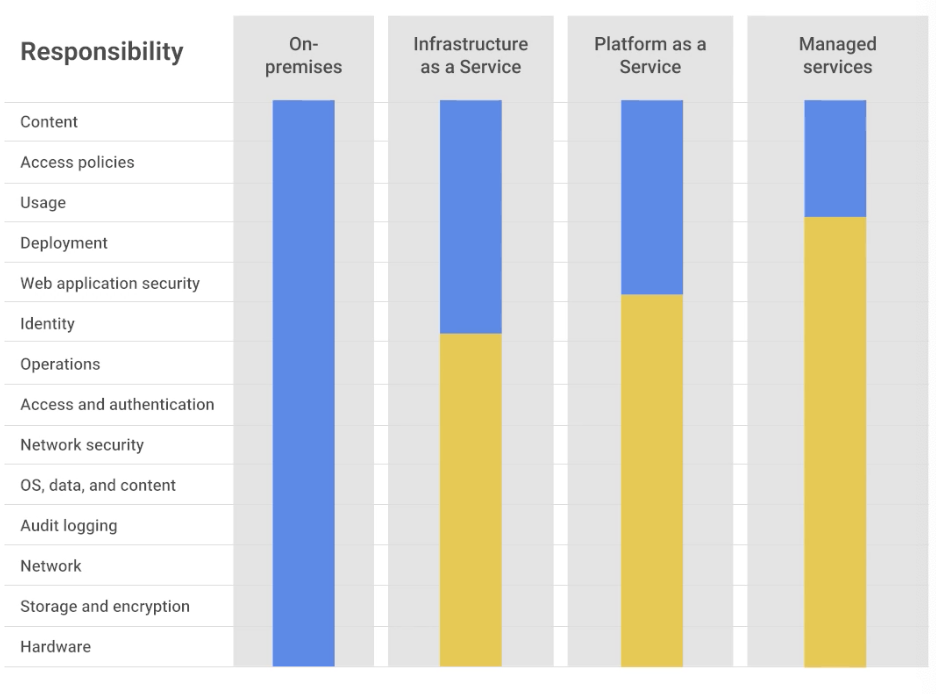 Responsibility
On-
premises
Infrastructure
as a Service
Platform as a
Service
Managed
services
Content
Access policies
Usage
Deployment
Web application security
Identity
Operations
Access and authentication
Network security
OS, data, and content
Audit logging
Network
Storage and encryption
Hardware